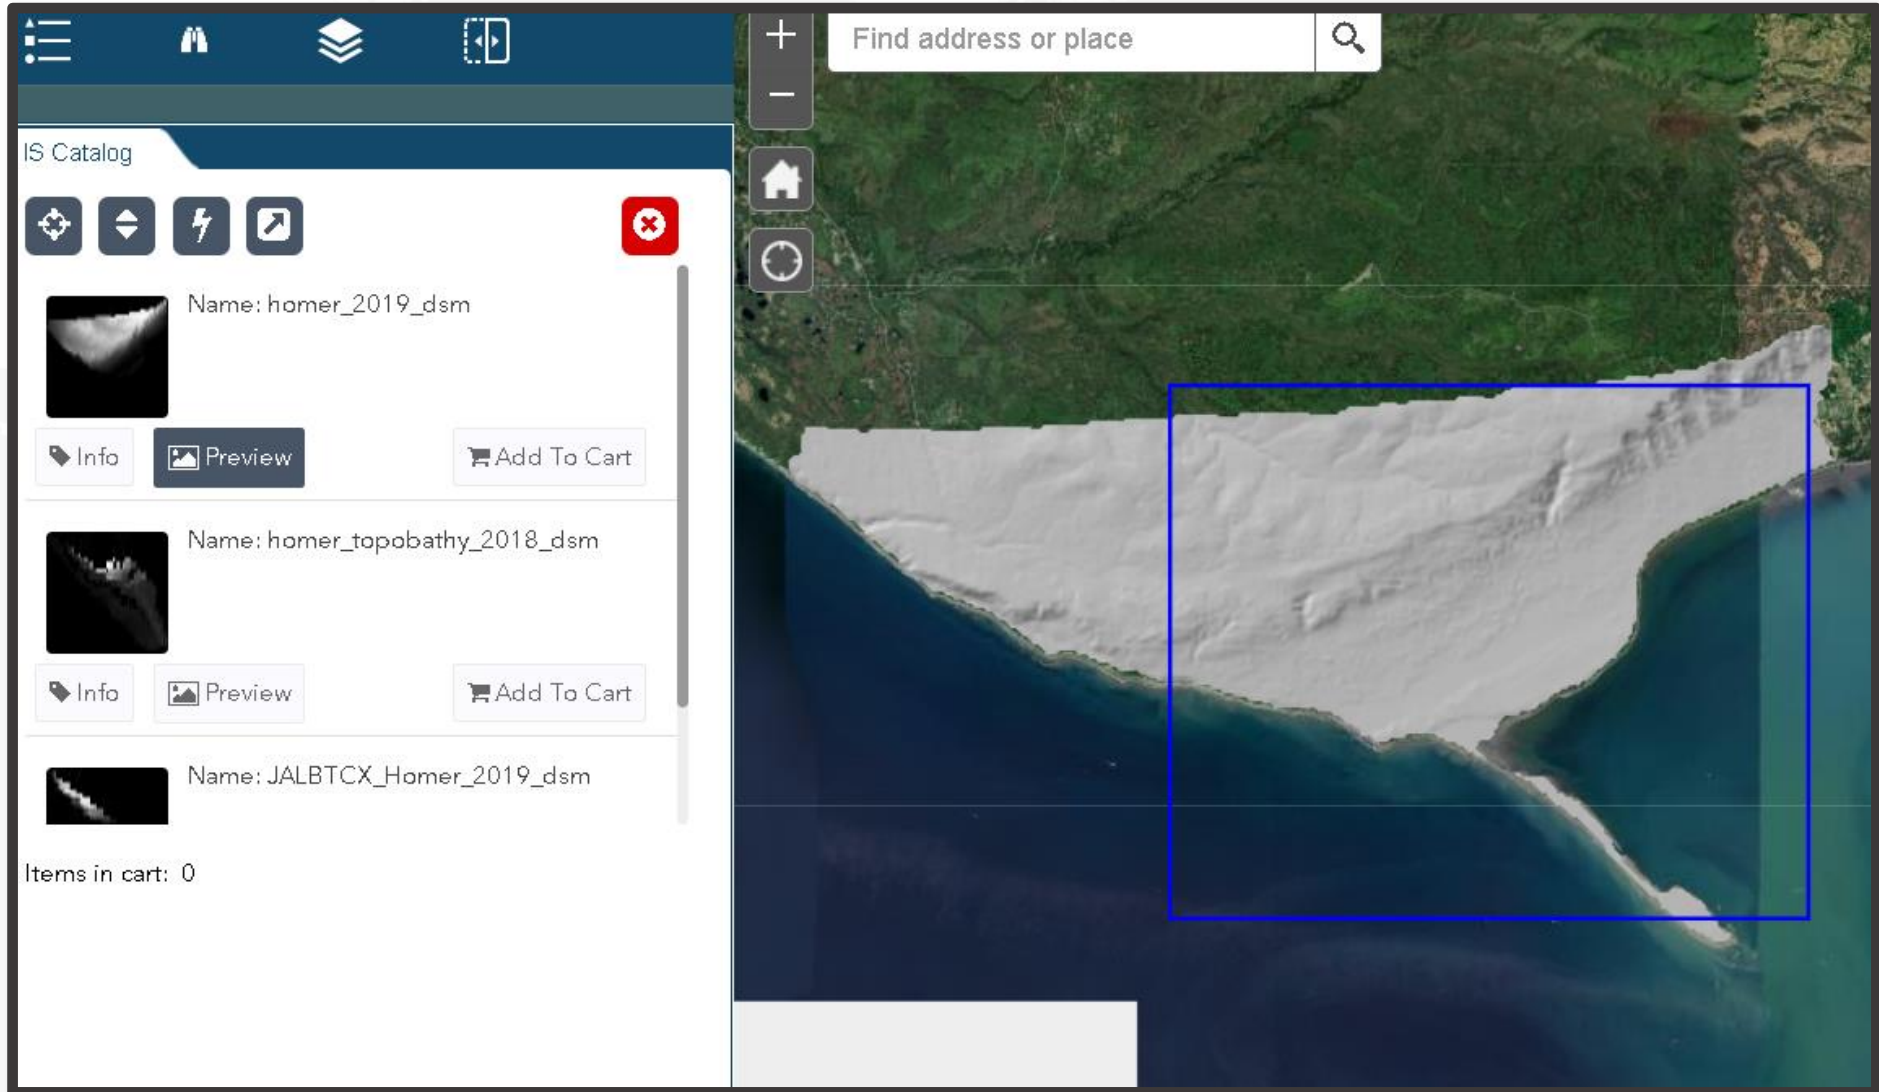 Find address or place
IS Catalog
Name: homer_2019_dsm
Info Preview Add To Cart
Name: homer_topobathy_2018_dsm
Info Preview Add To Cart
Name: JALBTCX_Homer_2019_dsm
Items in cart: 0